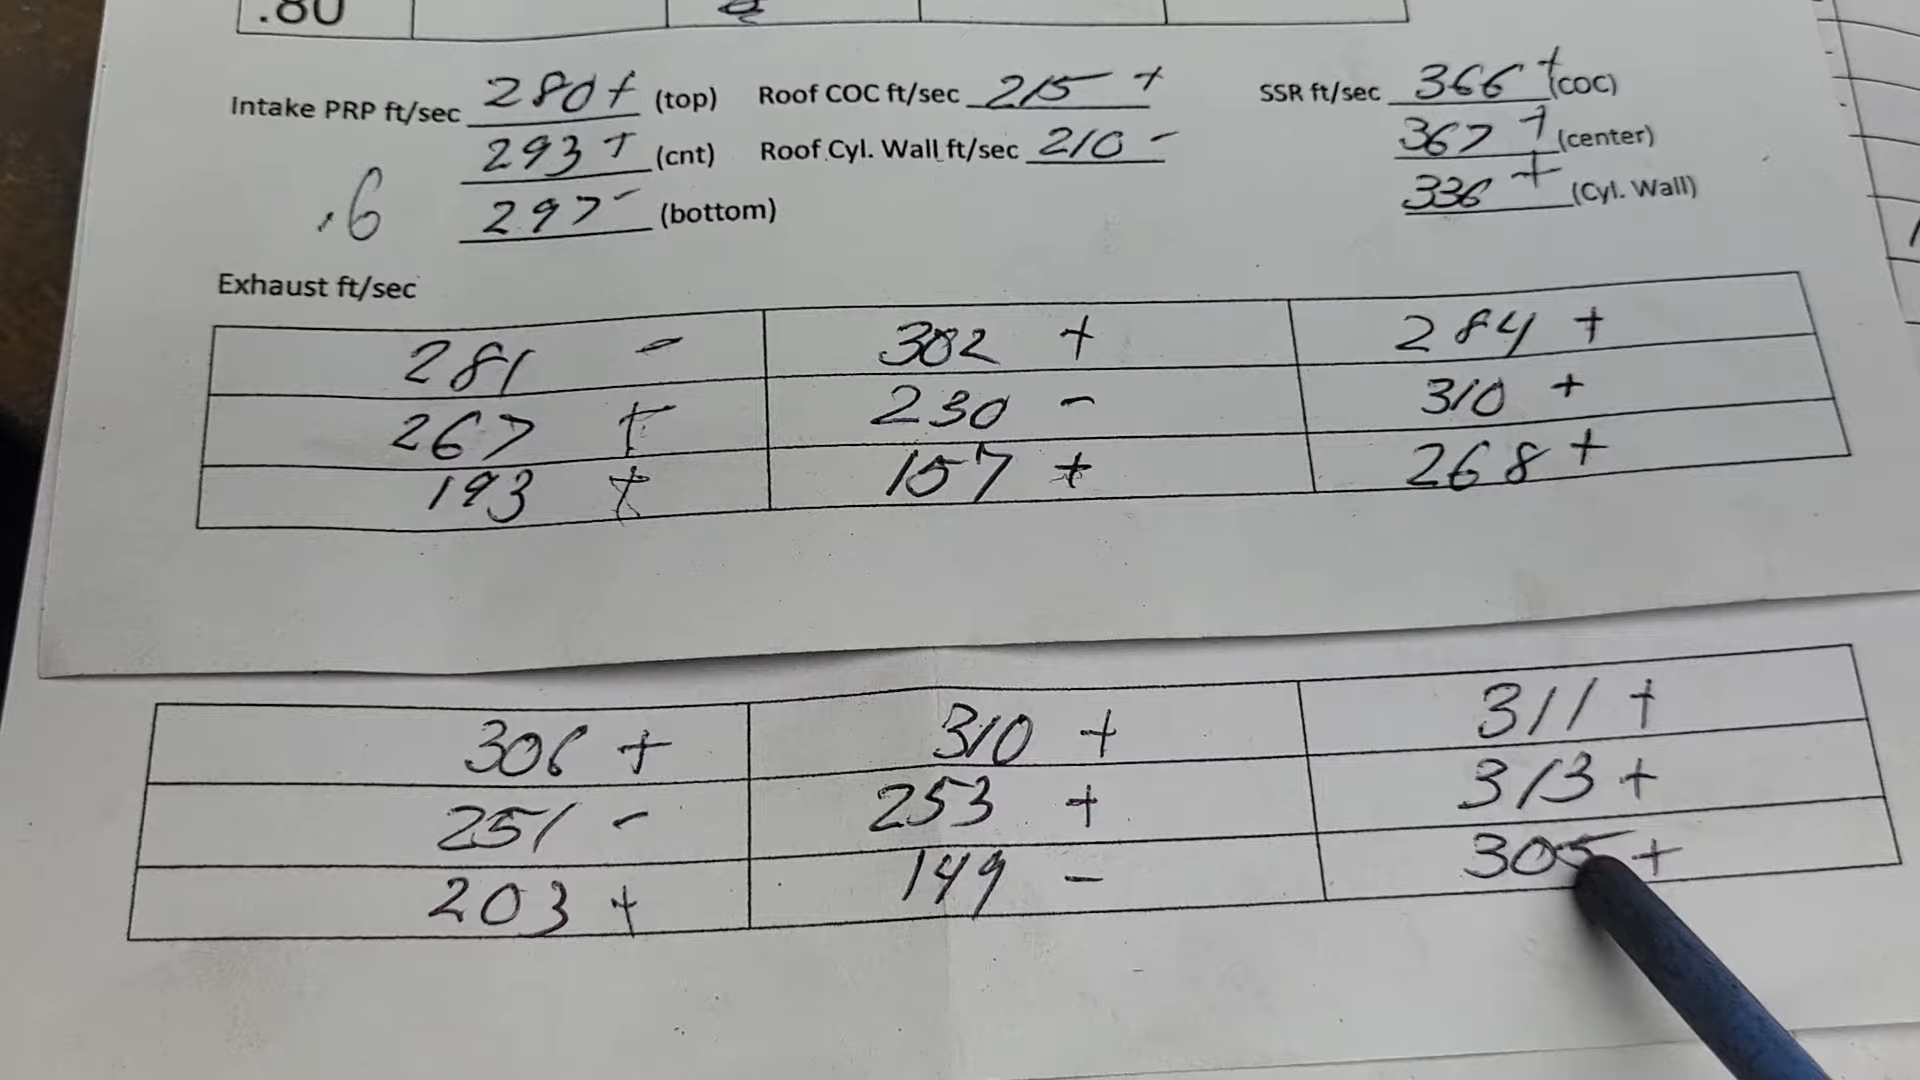 .80
Intake PRP ft/sec 280+ (top) Roof COC ft/sec 215 + SSR ft/sec 366+ (COC)
293+ (cnt) Roof Cyl. Wall ft/sec 210 - 367+ (center)
.6 297- (bottom) 336+ (Cyl. Wall)
Exhaust ft/sec
281 - 302 + 284 +
267 + 230 - 310 +
193 + 157 + 268 +
306 + 310 + 311 +
251 - 253 + 313 +
203 + 149 - 305 +